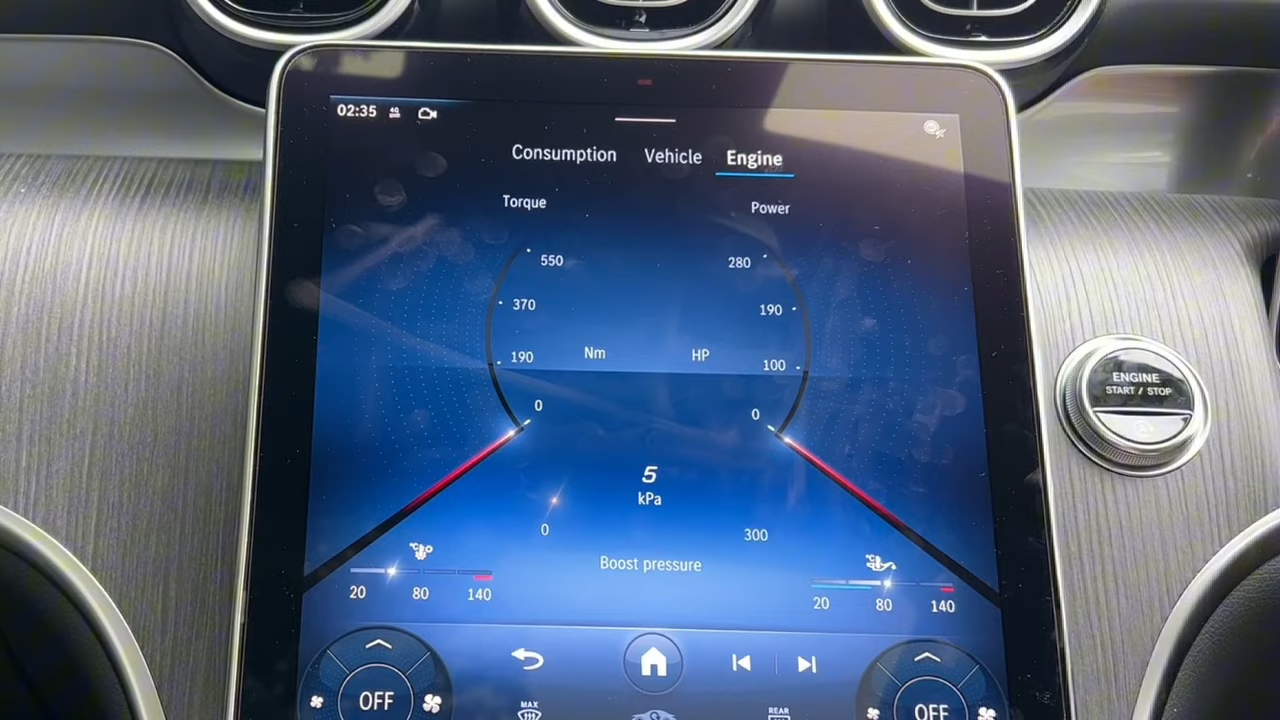 02:35 4G
Consumption Vehicle Engine
Torque Power
550 280
370 190
190 Nm HP 100
0 0
5
kPa
0 300
Boost pressure
°C °C
20 80 140 20 80 140
ENGINE
START / STOP
OFF OFF
MAX REAR